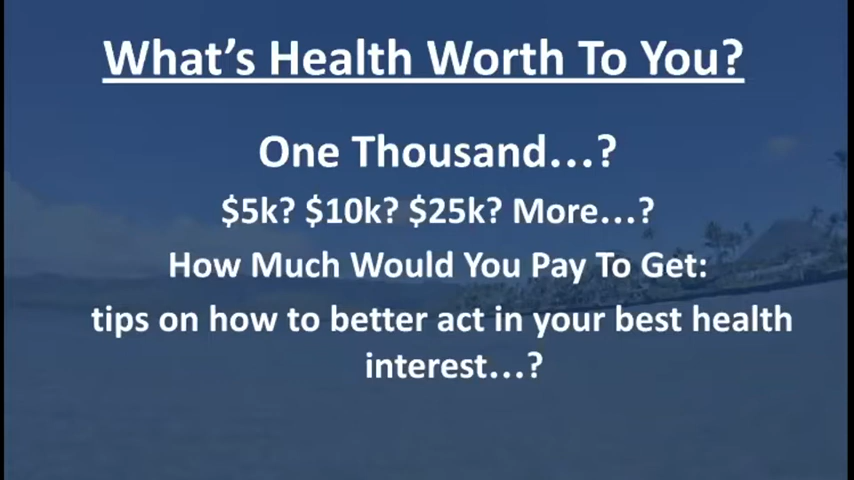 What’s Health Worth To You?
One Thousand…?
$5k? $10k? $25k? More…?
How Much Would You Pay To Get:
tips on how to better act in your best health
interest…?